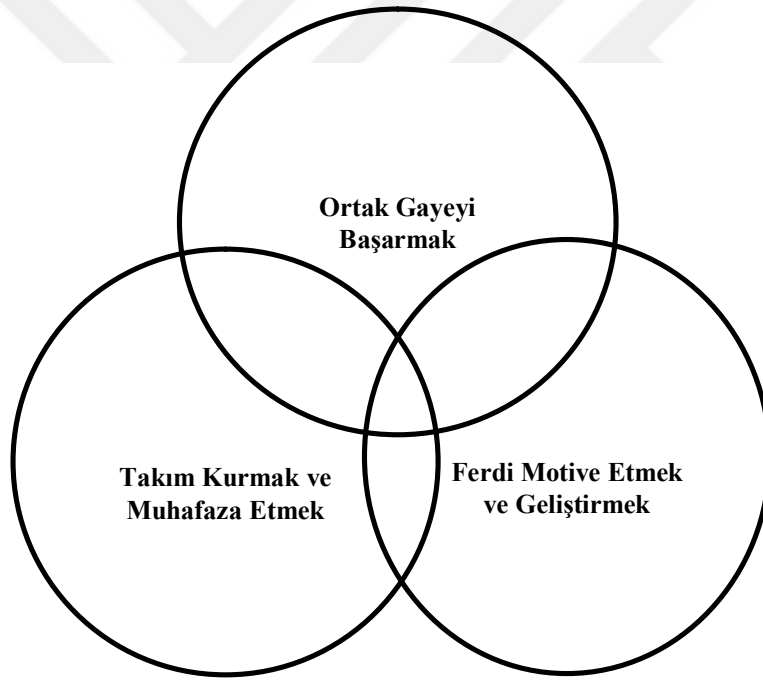 Ortak Gayeyi
Başarmak
Takım Kurmak ve
Muhafaza Etmek
Ferdi Motive Etmek
ve Geliştirmek